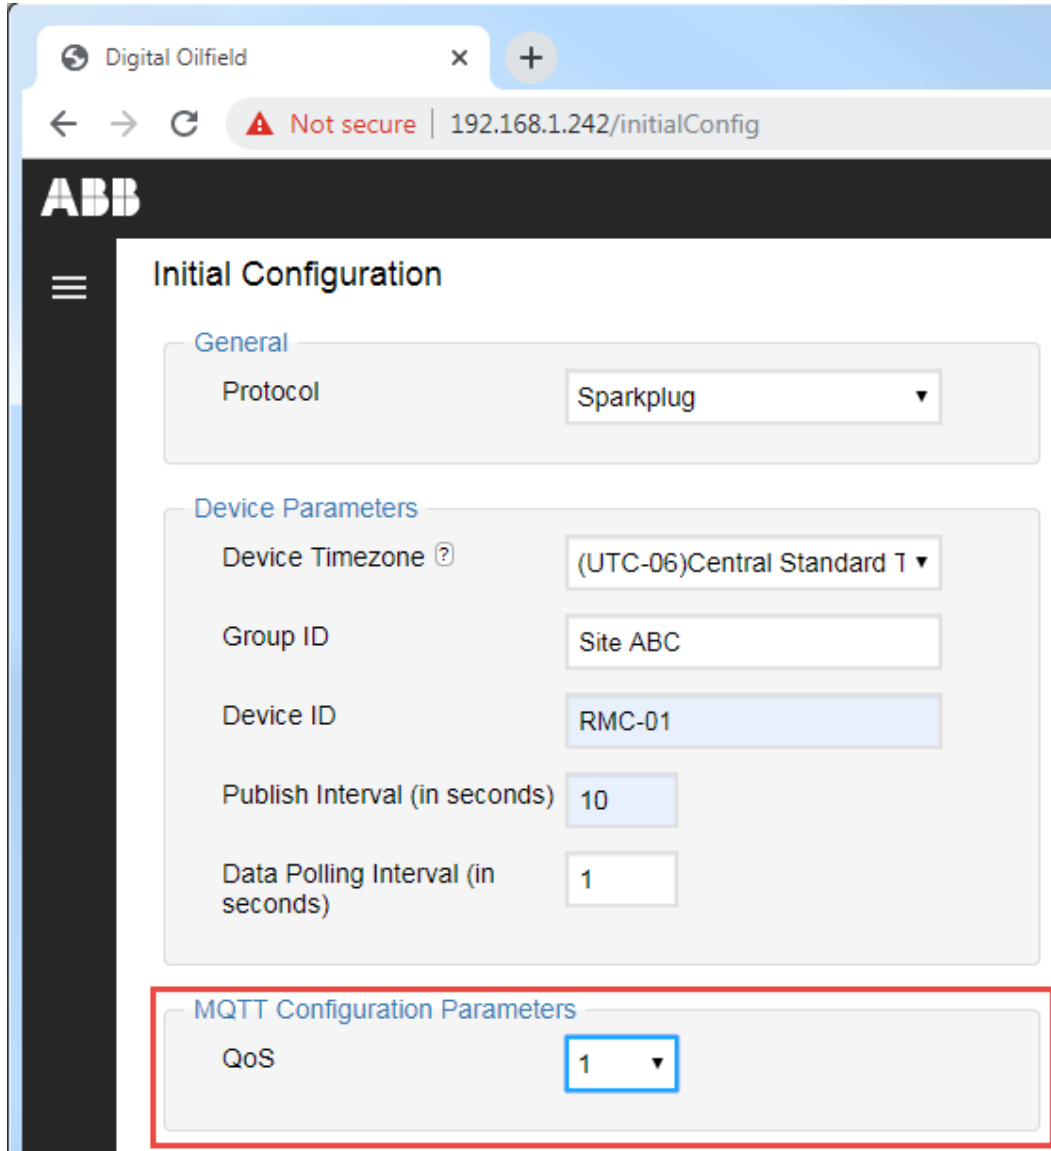 Digital Oilfield
Not secure | 192.168.1.242/initialConfig
ABB
Initial Configuration
General
Protocol
Sparkplug
Device Parameters
Device Timezone ?
(UTC-06)Central Standard T
Group ID
Site ABC
Device ID
RMC-01
Publish Interval (in seconds)
10
Data Polling Interval (in
seconds)
1
MQTT Configuration Parameters
QoS
1